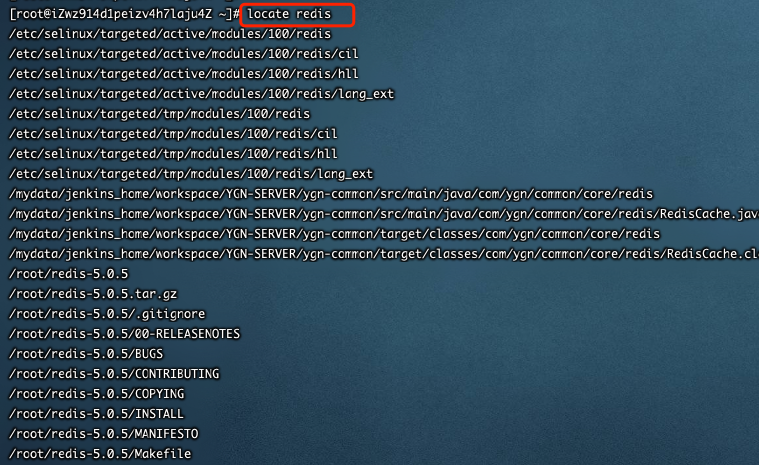 [root@iZwz914d1peizv4h7laju4Z ~]# locate redis
/etc/selinux/targeted/active/modules/100/redis
/etc/selinux/targeted/active/modules/100/redis/cil
/etc/selinux/targeted/active/modules/100/redis/hll
/etc/selinux/targeted/active/modules/100/redis/lang_ext
/etc/selinux/targeted/tmp/modules/100/redis
/etc/selinux/targeted/tmp/modules/100/redis/cil
/etc/selinux/targeted/tmp/modules/100/redis/hll
/etc/selinux/targeted/tmp/modules/100/redis/lang_ext
/mydata/jenkins_home/workspace/YGN-SERVER/ygn-common/src/main/java/com/ygn/common/core/redis
/mydata/jenkins_home/workspace/YGN-SERVER/ygn-common/src/main/java/com/ygn/common/core/redis/RedisCache.java
/mydata/jenkins_home/workspace/YGN-SERVER/ygn-common/target/classes/com/ygn/common/core/redis
/mydata/jenkins_home/workspace/YGN-SERVER/ygn-common/target/classes/com/ygn/common/core/redis/RedisCache.cl
/root/redis-5.0.5
/root/redis-5.0.5.tar.gz
/root/redis-5.0.5/.gitignore
/root/redis-5.0.5/00-RELEASENOTES
/root/redis-5.0.5/BUGS
/root/redis-5.0.5/CONTRIBUTING
/root/redis-5.0.5/COPYING
/root/redis-5.0.5/INSTALL
/root/redis-5.0.5/MANIFESTO
/root/redis-5.0.5/Makefile